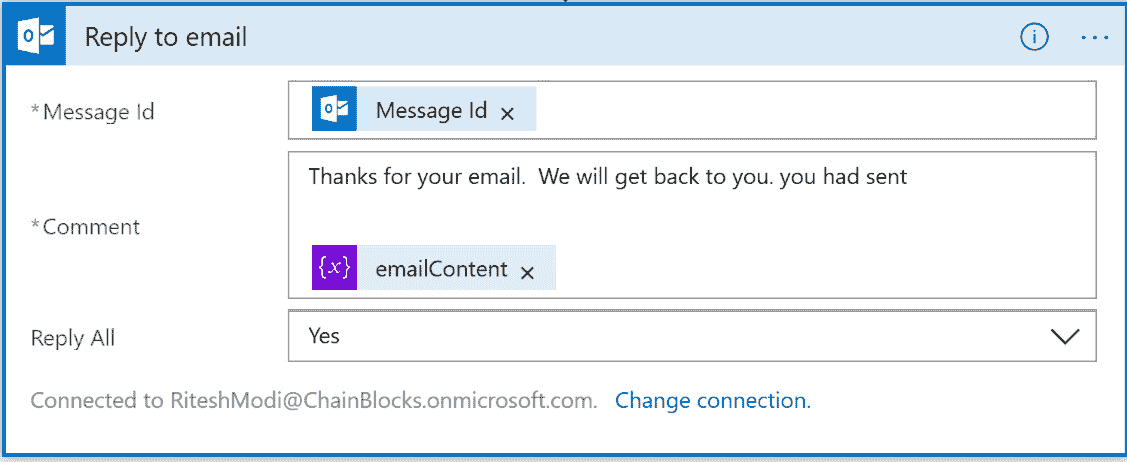 Reply to email
*Message Id
Message Id ×
Thanks for your email.  We will get back to you. you had sent
*Comment
{x} emailContent ×
Reply All
Yes
Connected to RiteshModi@ChainBlocks.onmicrosoft.com.  Change connection.